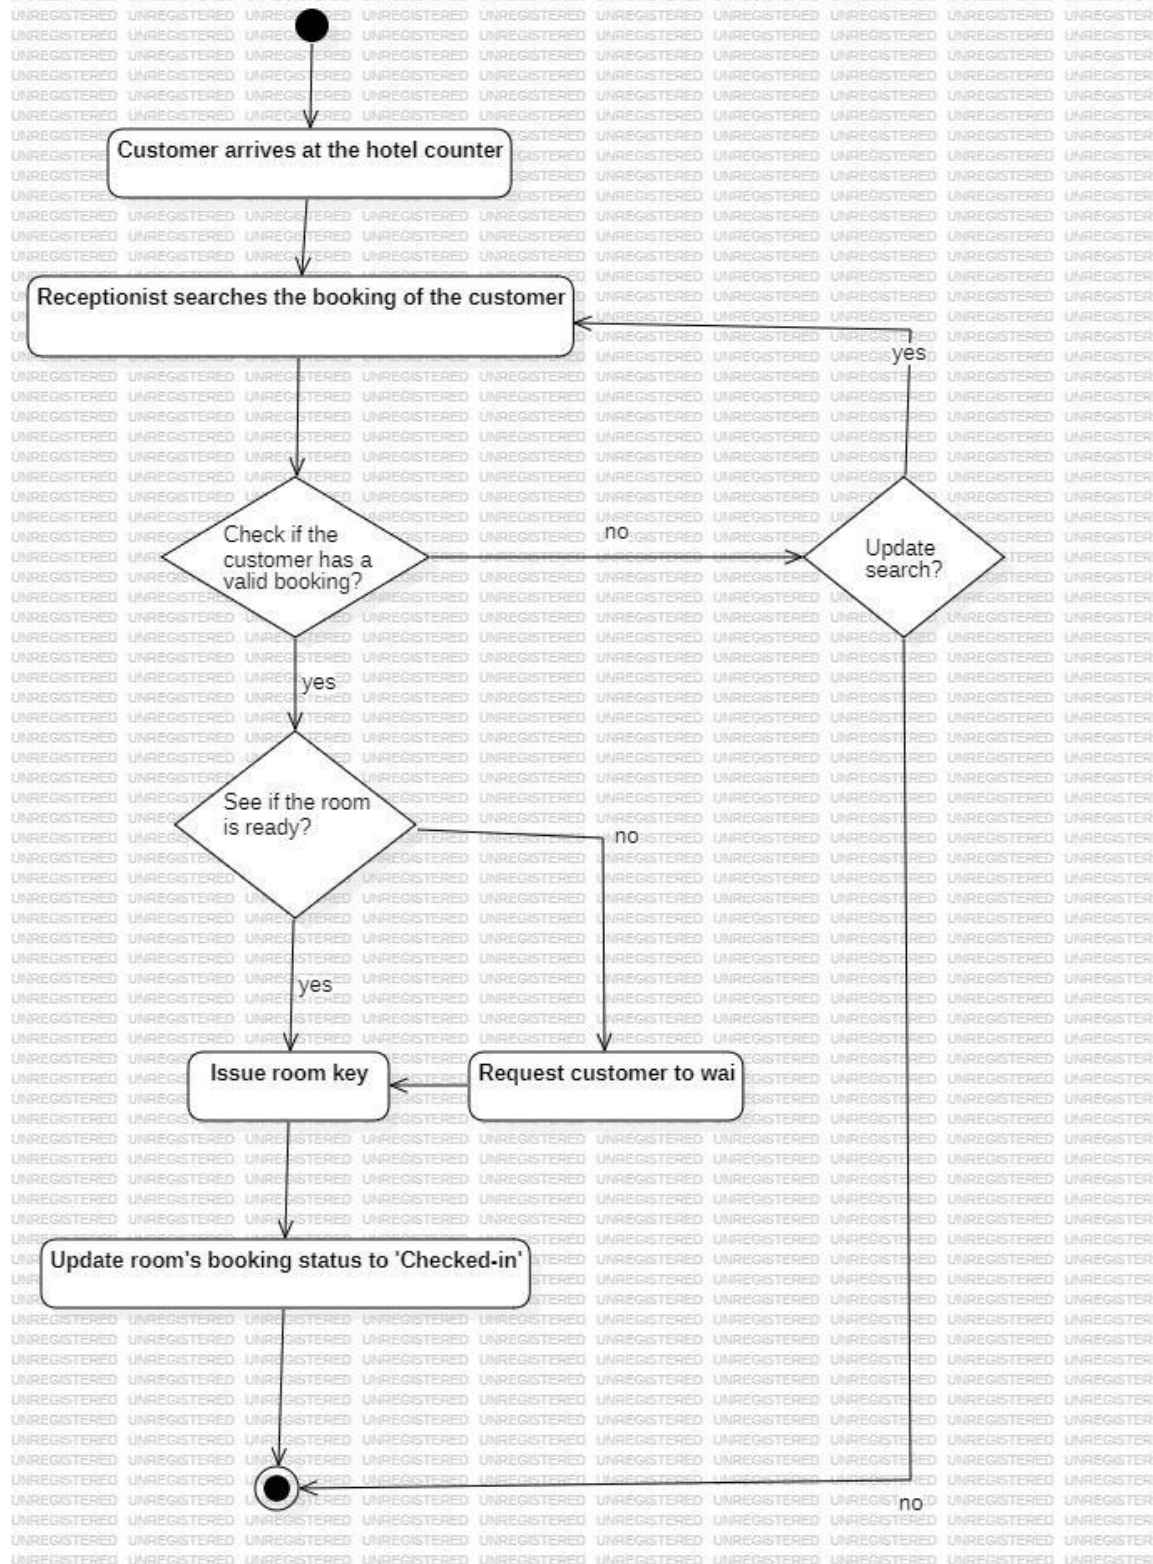 Customer arrives at the hotel counter
Receptionist searches the booking of the customer
yes
Check if the
customer has a
valid booking?
no
Update
search?
yes
See if the room
is ready?
no
yes
Issue room key
Request customer to wai
Update room's booking status to 'Checked-in'
no
UNREGISTERED